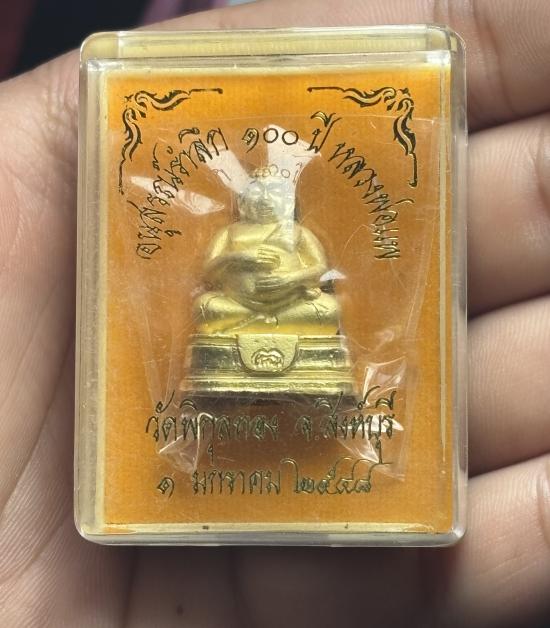 อนุสรณ์รำลึก ๑๐๐ ปี หลวงพ่อแพ
วัดพิกุลทอง จ.สิงห์บุรี
๑ มกราคม ๒๕๔๘